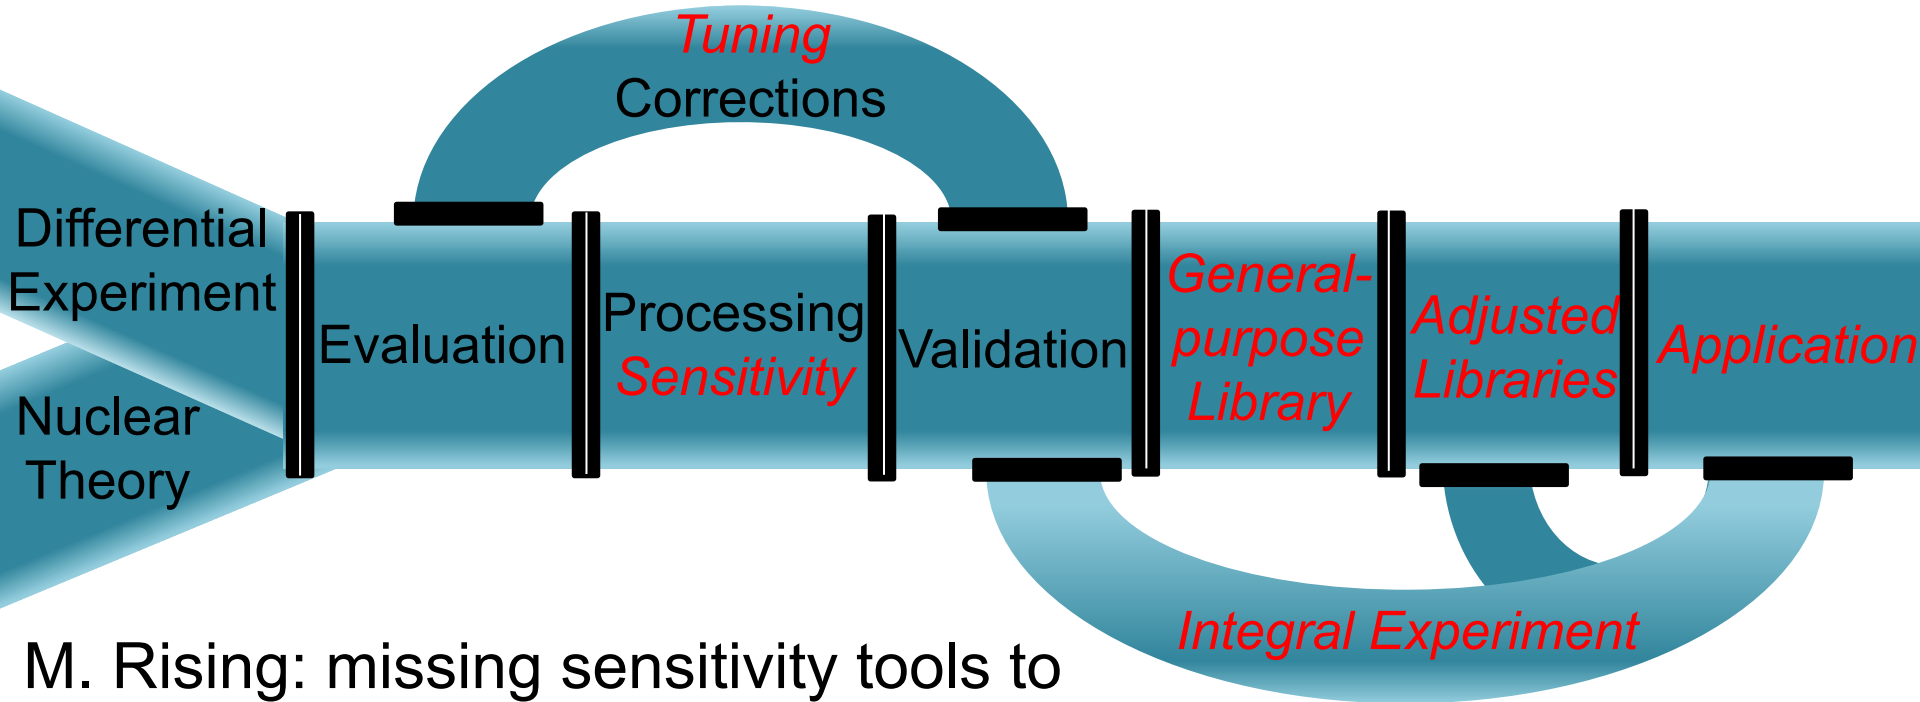 Tuning
Corrections
Differential
Experiment
Nuclear
Theory
Evaluation
Processing
Sensitivity
Validation
General-
purpose
Library
Adjusted
Libraries
Application
Integral Experiment
M. Rising: missing sensitivity tools to